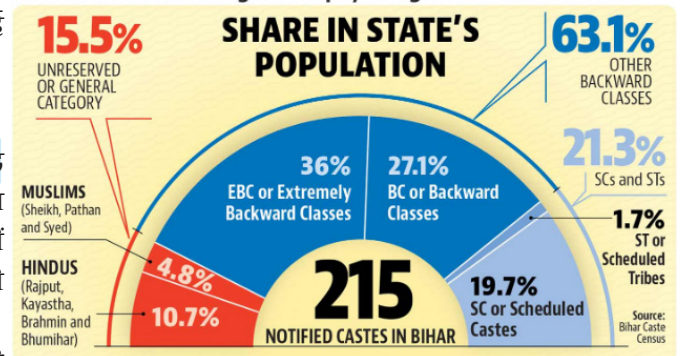 SHARE IN STATE'S
POPULATION
15.5%
UNRESERVED
OR GENERAL
CATEGORY
63.1%
OTHER
BACKWARD
CLASSES
21.3%
SCs and STs
36%
EBC or Extremely
Backward Classes
27.1%
BC or Backward
Classes
MUSLIMS
(Sheikh, Pathan
and Syed)
4.8%
HINDUS
(Rajput,
Kayastha,
Brahmin and
Bhumihar)
10.7%
1.7%
ST or
Scheduled
Tribes
19.7%
SC or Scheduled
Castes
215
NOTIFIED CASTES IN BIHAR
Source:
Bihar Caste
Census